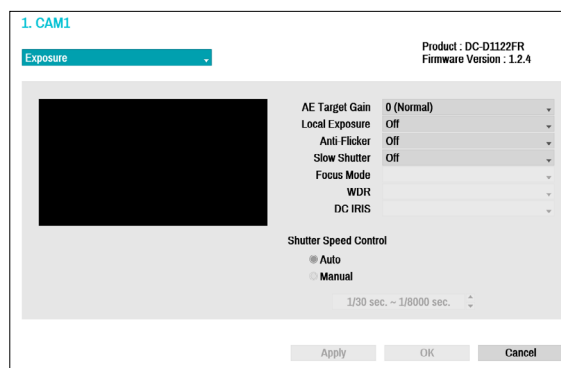 1. CAM1
Exposure
Product : DC-D1122FR
Firmware Version : 1.2.4
AE Target Gain 0 (Normal)
Local Exposure Off
Anti-Flicker Off
Slow Shutter Off
Focus Mode
WDR
DC IRIS
Shutter Speed Control
Auto
Manual
1/30 sec. ~ 1/8000 sec.
Apply OK Cancel